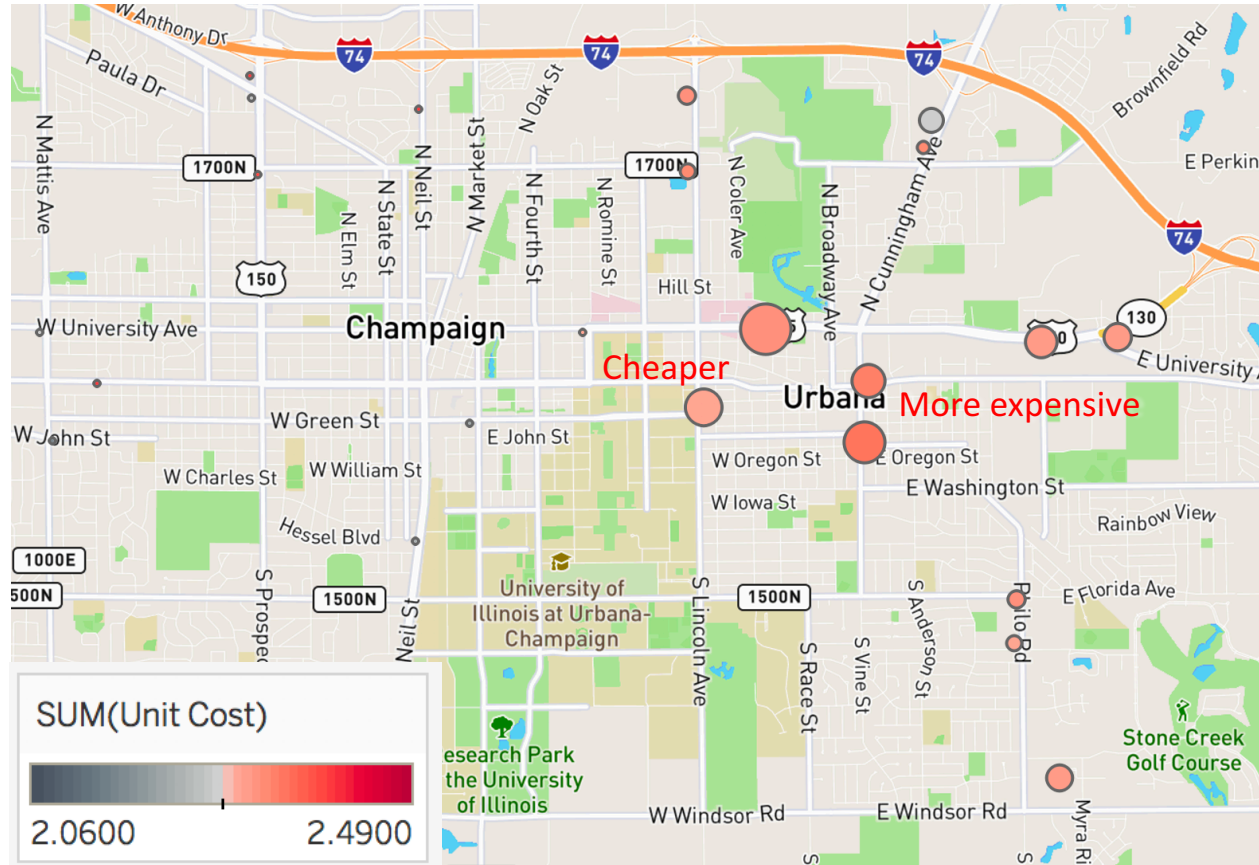 W Anthony Dr
Paula Dr
74
74
74
74
N Oak St
Brownfield Rd
N Mattis Ave
1700N
1700N
N Neil St
N Market St
N Coler Ave
N Cunningham Ave
E Perkin
N State St
N Elm St
N Fourth St
N Romine St
N Broadway Ave
150
Hill St
W University Ave
Champaign
5
0
130
E University A
Cheaper
Urbana
More expensive
W Green St
W John St
E John St
W Oregon St
E Oregon St
W Charles St
W William St
W Iowa St
E Washington St
Rainbow View
Hessel Blvd
1000E
500N
1500N
1500N
University of
Illinois at Urbana-
Champaign
S Prospec
Neil St
S Lincoln Ave
S Race St
S Vine St
S Anderson St
Philo Rd
E Florida Ave
esearch Park
the University
of Illinois
Stone Creek
Golf Course
W Windsor Rd
E Windsor Rd
Myra Ri
S
S
S
SUM(Unit Cost)
2.0600
2.4900